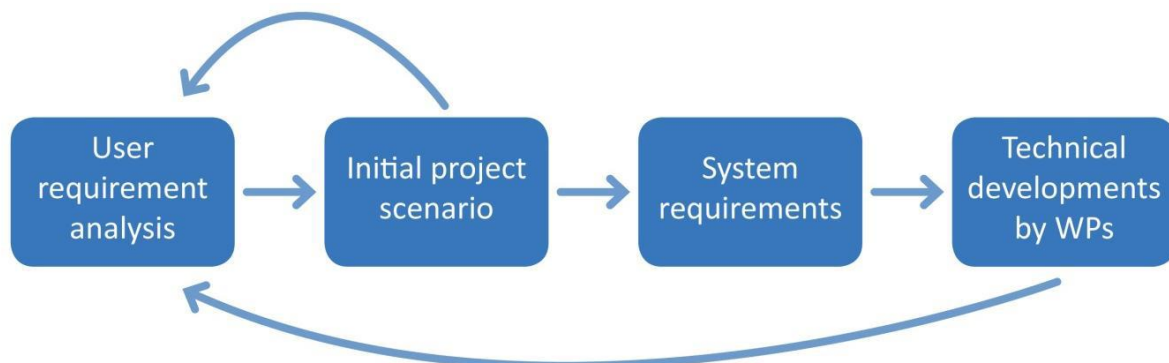 User
requirement
analysis
Initial project
scenario
System
requirements
Technical
developments
by WPs